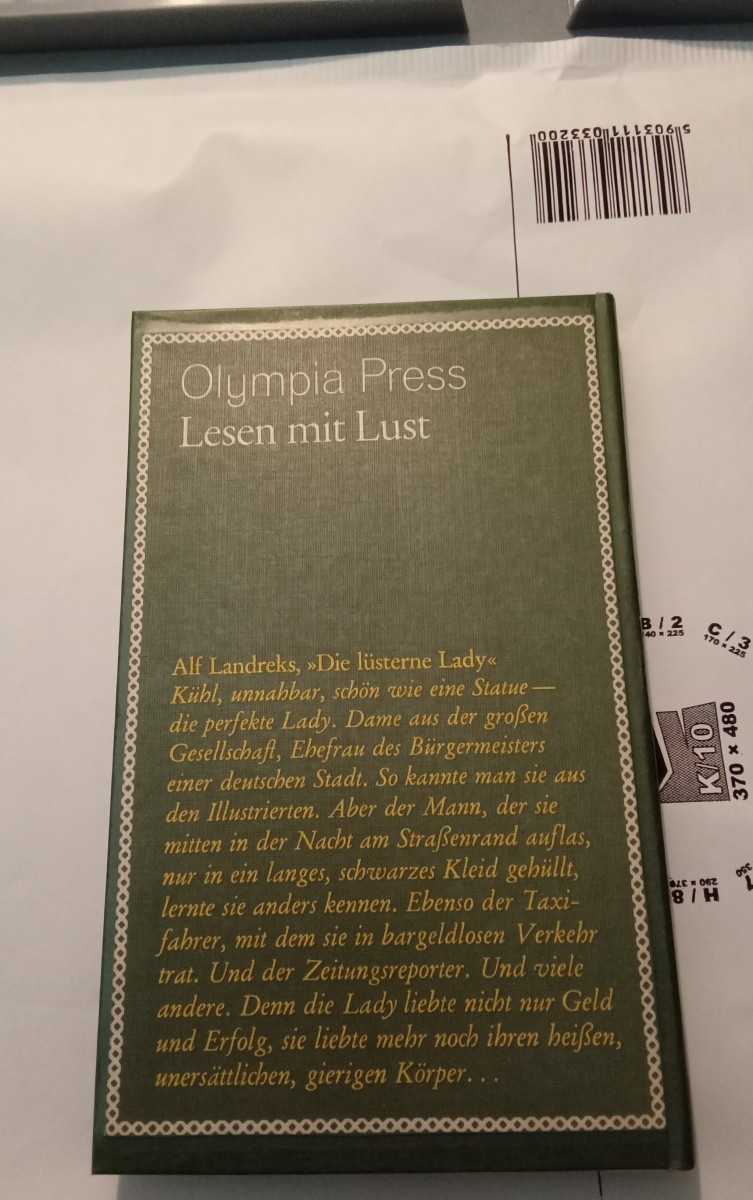 5903111033200
Olympia Press
Lesen mit Lust
Alf Landreks, »Die lüsterne Lady«
Kühl, unnahbar, schön wie eine Statue —
die perfekte Lady. Dame aus der großen
Gesellschaft, Ehefrau des Bürgermeisters
einer deutschen Stadt. So kannte man sie aus
den Illustrierten. Aber der Mann, der sie
mitten in der Nacht am Straßenrand auflas,
nur in ein langes, schwarzes Kleid gehüllt,
lernte sie anders kennen. Ebenso der Taxi-
fahrer, mit dem sie in bargeldlosen Verkehr
trat. Und der Zeitungsreporter. Und viele
andere. Denn die Lady liebte nicht nur Geld
und Erfolg, sie liebte mehr noch ihren heißen,
unersättlichen, gierigen Körper...
B / 2
C / 3
170 × 225
K/10
370 × 480
H / 8